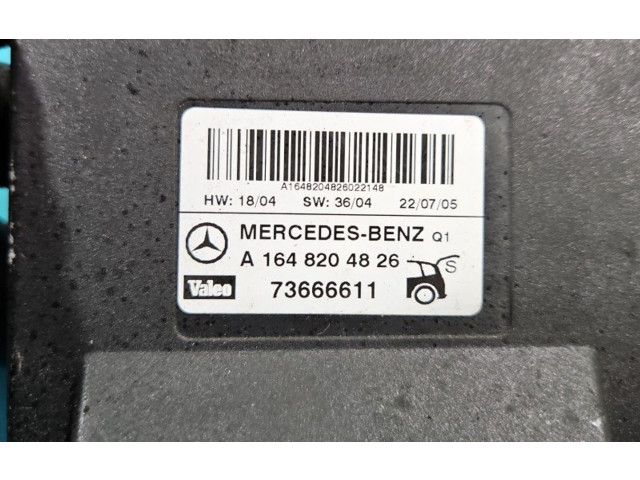 A1648204826022148
HW: 18/04 SW: 36/04 22/07/05
MERCEDES-BENZ Q1
A 164 820 48 26
S
Valeo 73666611